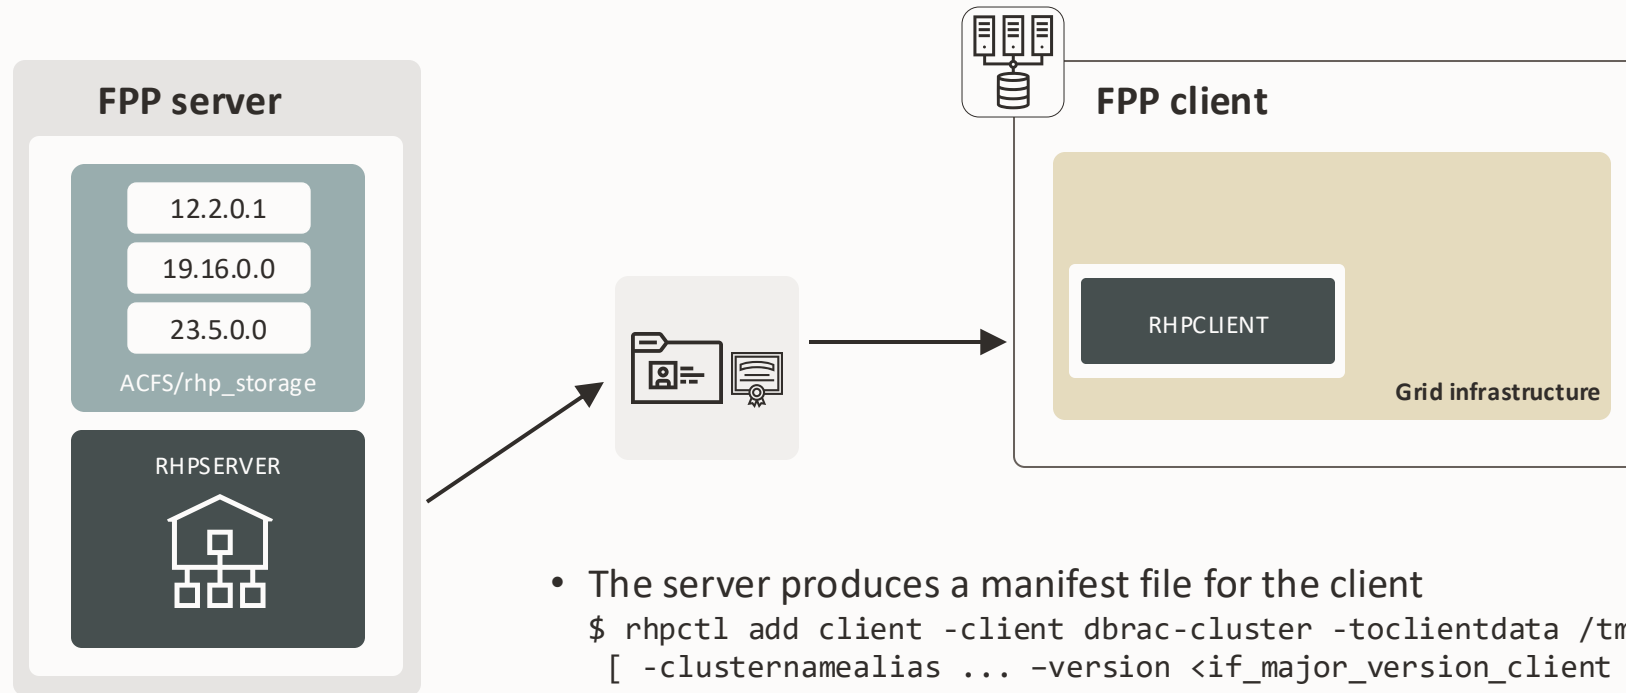 FPP server
12.2.0.1
19.16.0.0
23.5.0.0
ACFS/rhp_storage
RHPSERVER
FPP client
RHPCLIENT
Grid infrastructure
• The server produces a manifest file for the client
$ rhpctl add client -client dbrac-cluster -toclientdata /tm
[ -clusternamealias ... –version <if_major_version_client